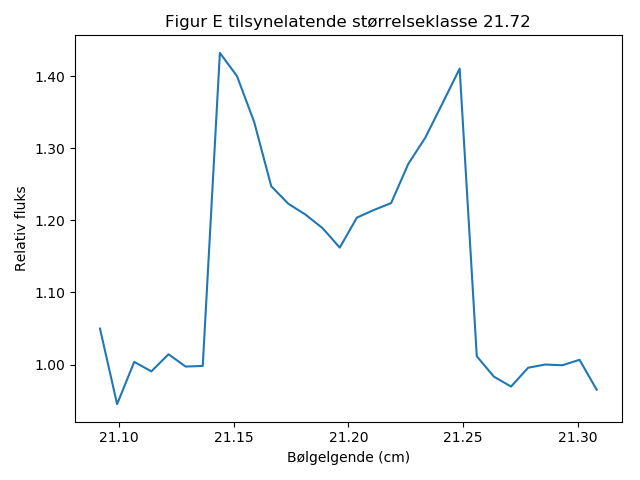 Figur E tilsynelatende størrelseklasse 21.72
1.40
1.30
1.20
1.10
1.00
Relativ fluks
21.10 21.15 21.20 21.25 21.30
Bølgelgende (cm)